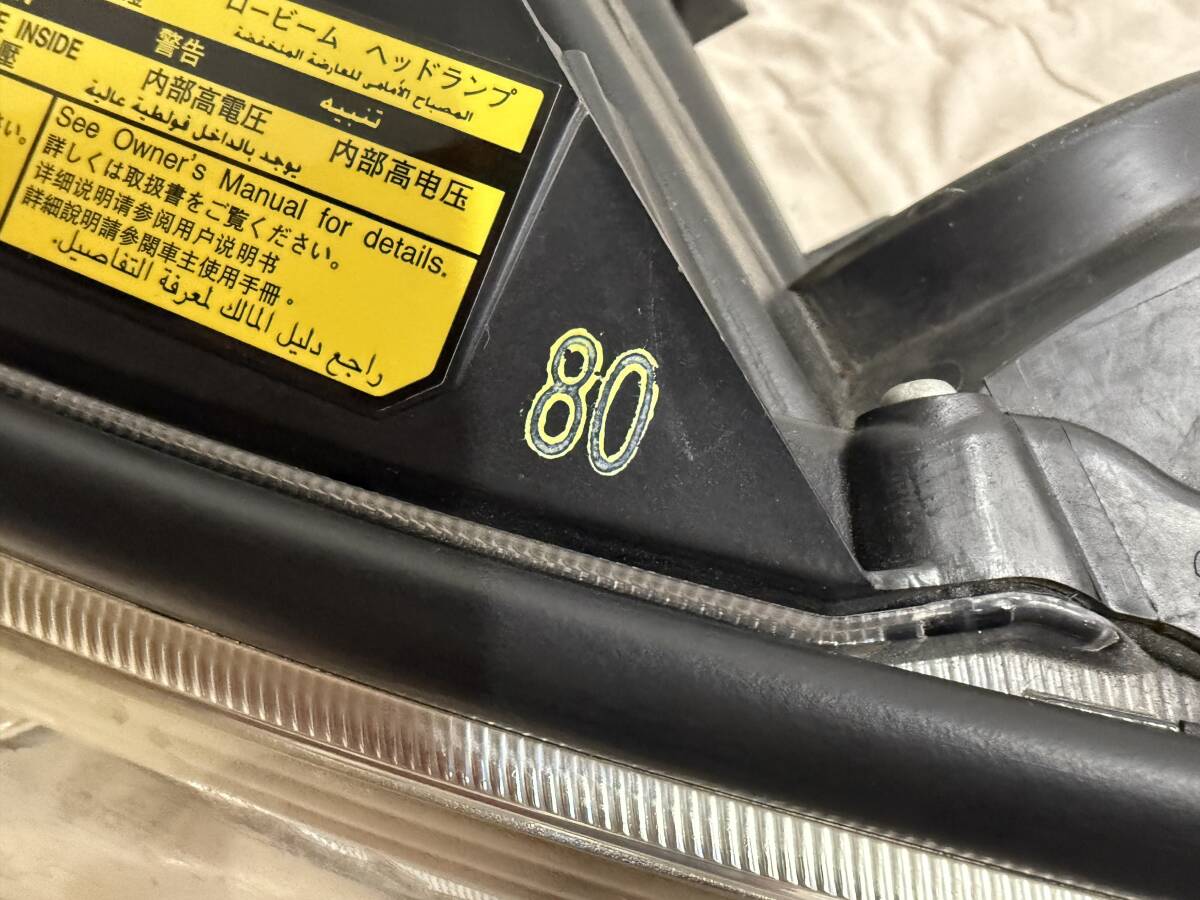 ロービーム ヘッドランプ
المصباح الأمامي للعارضة المنخفضة
INSIDE
警告
تنبيه
内部高電圧
内部高电压
يوجد بالداخل فولطية عالية
See Owner's Manual for details.
詳しくは取扱書をご覧ください。
详细说明请参阅用户说明书
詳細說明請參閱車主使用手冊。
راجع دليل المالك لمعرفة التفاصيل.
80